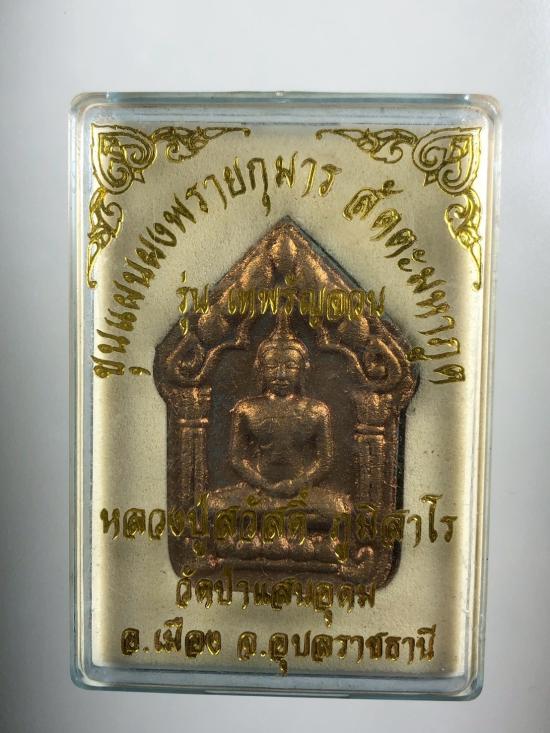 ขุนแผนผงพรายกุมาร สัตตะมหาภูต
รุ่น เทพรัญจวน
หลวงปู่สวัสดิ์ ภูมิสาโร
วัดป่าแสนอุดม
อ.เมือง จ.อุบลราชธานี